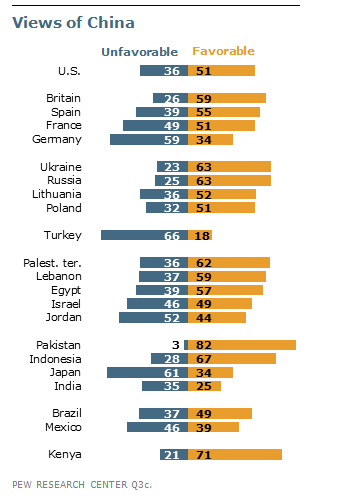 Views of China
Unfavorable Favorable
U.S. 36 51
Britain 26 59
Spain 39 55
France 49 51
Germany 59 34
Ukraine 23 63
Russia 25 63
Lithuania 36 52
Poland 32 51
Turkey 66 18
Palest. ter. 36 62
Lebanon 37 59
Egypt 39 57
Israel 46 49
Jordan 52 44
Pakistan 3 82
Indonesia 28 67
Japan 61 34
India 35 25
Brazil 37 49
Mexico 46 39
Kenya 21 71
PEW RESEARCH CENTER Q3c.